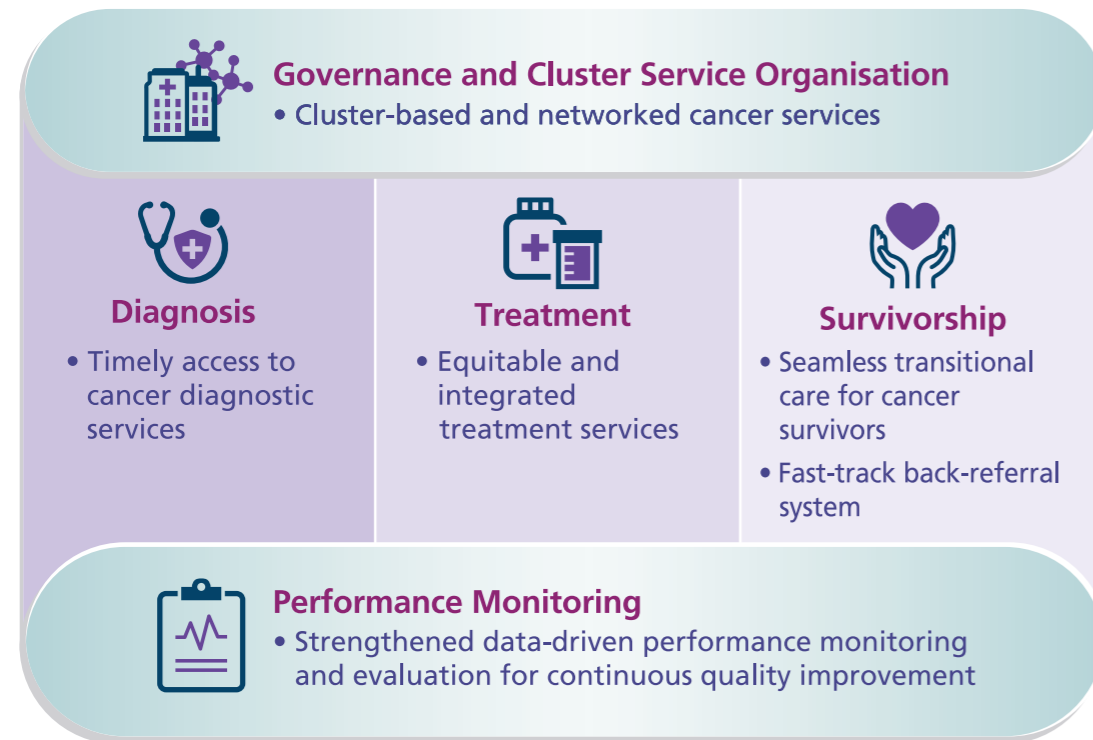 Governance and Cluster Service Organisation
• Cluster-based and networked cancer services
Diagnosis
• Timely access to
cancer diagnostic
services
Treatment
• Equitable and
integrated
treatment services
Survivorship
• Seamless transitional
care for cancer
survivors
• Fast-track back-referral
system
Performance Monitoring
• Strengthened data-driven performance monitoring
and evaluation for continuous quality improvement